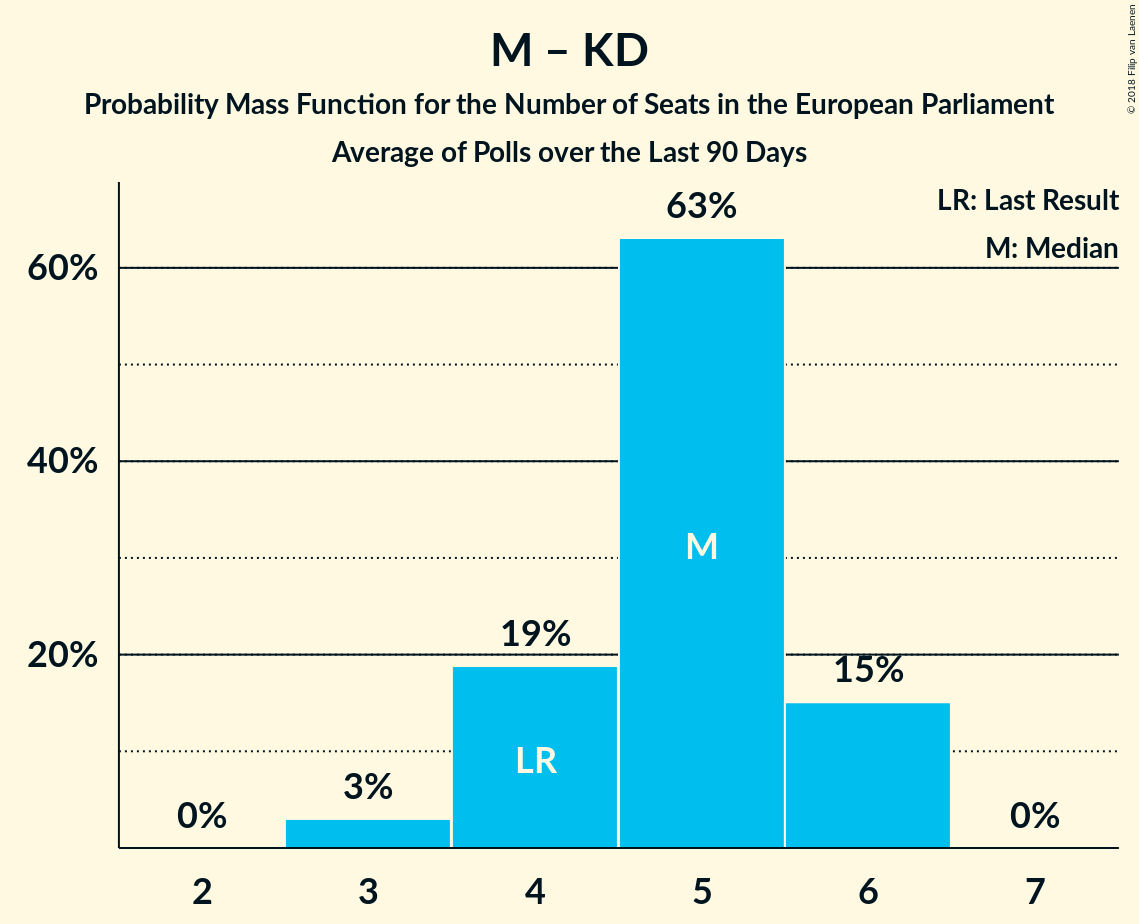 M – KD
Probability Mass Function for the Number of Seats in the European Parliament
Average of Polls over the Last 90 Days
© 2018 Filip van Laenen
LR: Last Result
M: Median
63%
60%
40%
M
19%
20%
15%
LR
3%
0%
0%
2 3 4 5 6 7